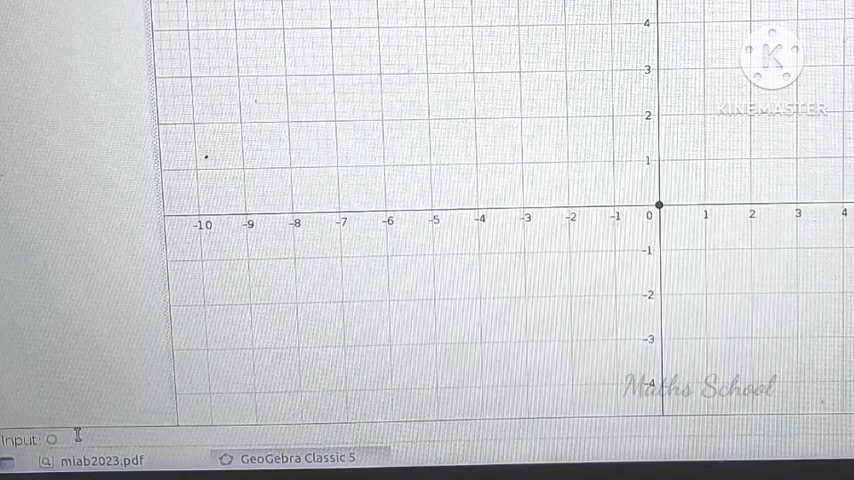 4
3
KINEMASTER
2
1
-10 -9 -8 -7 -6 -5 -4 -3 -2 -1 0 1 2 3 4
-1
-2
-3
-4
Maths School
Input: O
mlab2023.pdf GeoGebra Classic 5